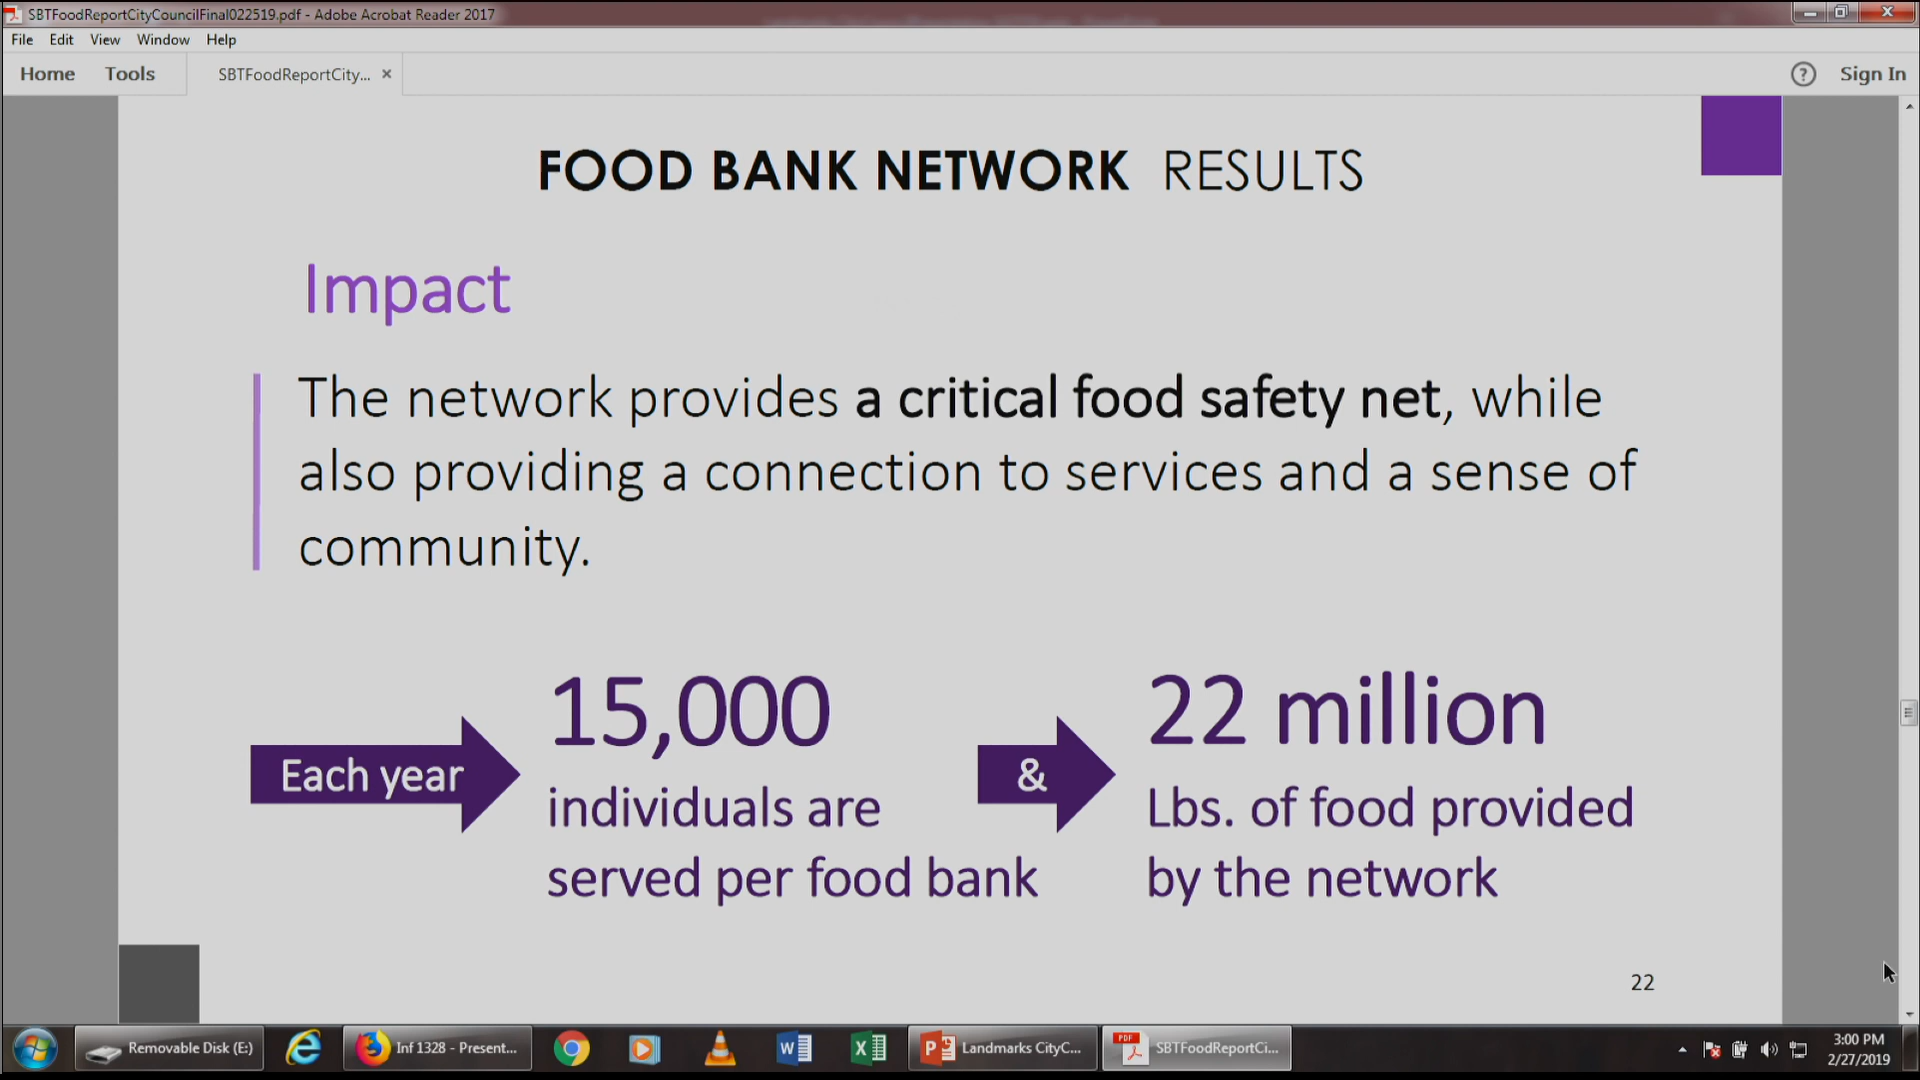 SBTFoodReportCityCouncilFinal022519.pdf - Adobe Acrobat Reader 2017
File Edit View Window Help
Home Tools SBTFoodReportCity... × ? Sign In
FOOD BANK NETWORK RESULTS
Impact
The network provides a critical food safety net, while
also providing a connection to services and a sense of
community.
Each year
15,000
individuals are
served per food bank
&
22 million
Lbs. of food provided
by the network
22
Removable Disk (E:) Inf 1328 - Present... Landmarks CityC... SBTFoodReportCi...
3:00 PM
2/27/2019